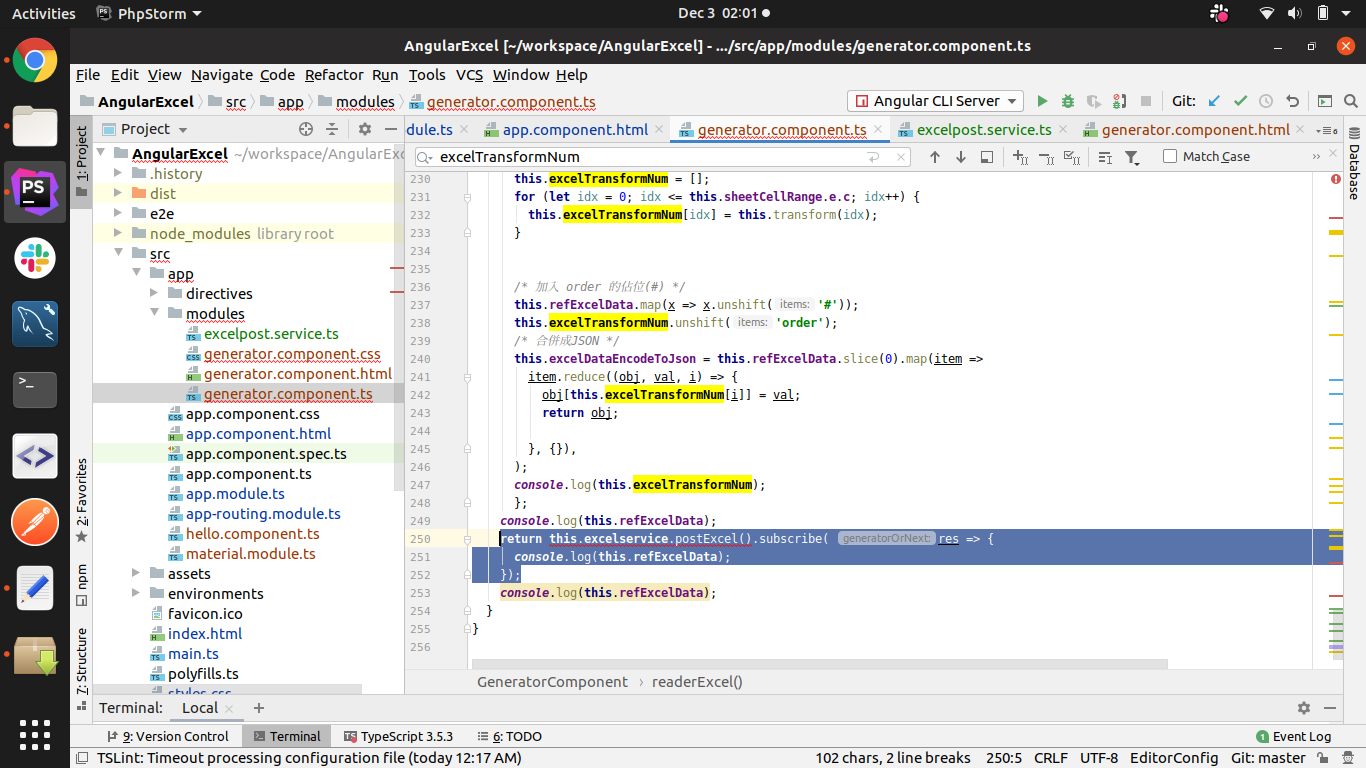 Activities
PhpStorm
Dec 3 02:01
AngularExcel [~/workspace/AngularExcel] - .../src/app/modules/generator.component.ts
File Edit View Navigate Code Refactor Run Tools VCS Window Help
AngularExcel
src
app
modules
generator.component.ts
Angular CLI Server
Git:
1: Project
2: Favorites
npm
7: Structure
Project
AngularExcel ~/workspace/AngularExc
.history
dist
e2e
node_modules library root
src
app
directives
modules
excelpost.service.ts
generator.component.css
generator.component.html
generator.component.ts
app.component.css
app.component.html
app.component.spec.ts
app.component.ts
app.module.ts
app-routing.module.ts
hello.component.ts
material.module.ts
assets
environments
favicon.ico
index.html
main.ts
polyfills.ts
styles.css
dule.ts
app.component.html
generator.component.ts
excelpost.service.ts
generator.component.html
6
excelTransformNum
Match Case
230 this.excelTransformNum = [];
231 for (let idx = 0; idx <= this.sheetCellRange.e.c; idx++) {
232 this.excelTransformNum[idx] = this.transform(idx);
233 }
234
235
236 /* 加入 order 的佔位(#) */
237 this.refExcelData.map(x => x.unshift( items: '#'));
238 this.excelTransformNum.unshift( items: 'order');
239 /* 合併成JSON */
240 this.excelDataEncodeToJson = this.refExcelData.slice(0).map(item =>
241 item.reduce((obj, val, i) => {
242 obj[this.excelTransformNum[i]] = val;
243 return obj;
244
245 }, {}),
246 );
247 console.log(this.excelTransformNum);
248 };
249 console.log(this.refExcelData);
250 return this.excelservice.postExcel().subscribe( generatorOrNext: res => {
251 console.log(this.refExcelData);
252 });
253 console.log(this.refExcelData);
254 }
255 }
256
GeneratorComponent › readerExcel()
Database
Terminal: Local
9: Version Control
Terminal
TypeScript 3.5.3
6: TODO
1 Event Log
TSLint: Timeout processing configuration file (today 12:17 AM)
102 chars, 2 line breaks
250:5
CRLF
UTF-8
EditorConfig
Git: master